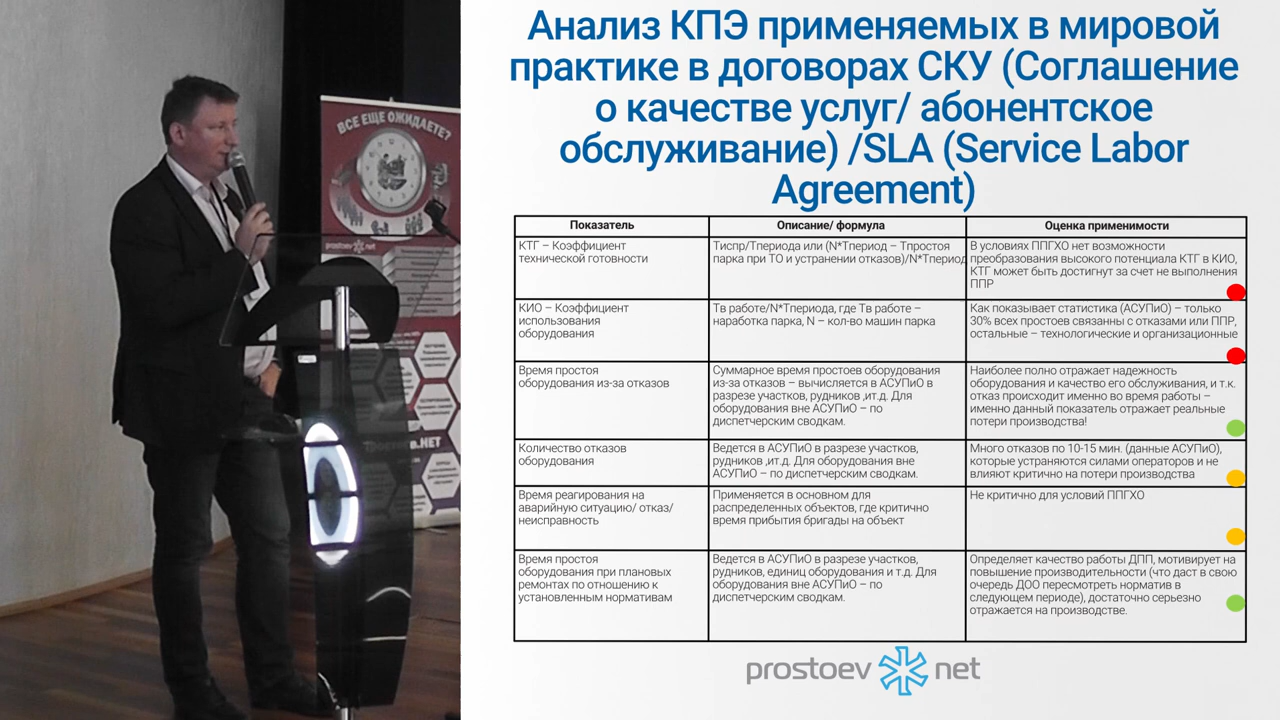 Анализ КПЭ применяемых в мировой
практике в договорах СКУ (Соглашение
о качестве услуг/ абонентское
обслуживание) /SLA (Service Labor
Agreement)
Показатель
Описание/ формула
Оценка применимости
КТГ – Коэффициент
технической готовности
Tиспр/Tпериода или (N*Tпериод – Тпростоя
парка при ТО и устранении отказов)/N*Tпериод
В условиях ППГХО нет возможности
преобразования высокого потенциала КТГ в КИО,
КТГ может быть достигнут за счет не выполнения
ППР
КИО – Коэффициент
использования
оборудования
Тв работе/N*Tпериода, где Тв работе –
наработка парка, N – кол-во машин парка
Как показывает статистика (АСУПиО) – только
30% всех простоев связанны с отказами или ППР,
остальные – технологические и организационные
Время простоя
оборудования из-за отказов
Суммарное время простоев оборудования
из-за отказов – вычисляется в АСУПиО в
разрезе участков, рудников ,ит.д. Для
оборудования вне АСУПиО – по
диспетчерским сводкам.
Наиболее полно отражает надежность
оборудования и качество его обслуживания, и т.к.
отказ происходит именно во время работы –
именно данный показатель отражает реальные
потери производства!
Количество отказов
оборудования
Ведется в АСУПиО в разрезе участков,
рудников ,ит.д. Для оборудования вне
АСУПиО – по диспетчерским сводкам.
Много отказов по 10-15 мин. (данные АСУПиО),
которые устраняются силами операторов и не
влияют критично на потери производства
Время реагирования на
аварийную ситуацию/ отказ/
неисправность
Применяется в основном для
распределенных объектов, где критично
время прибытия бригады на объект
Не критично для условий ППГХО
Время простоя
оборудования при плановых
ремонтах по отношению к
установленным нормативам
Ведется в АСУПиО в разрезе участков,
рудников, единиц оборудования и т.д. Для
оборудования вне АСУПиО – по
диспетчерским сводкам.
Определяет качество работы ДПП, мотивирует на
повышение производительности (что даст в свою
очередь ДОО пересмотреть норматив в
следующем периоде), достаточно серьезно
отражается на производстве.
prostoev net
ВСЕ ЕЩЕ ОЖИДАЕТЕ?
prostoev net